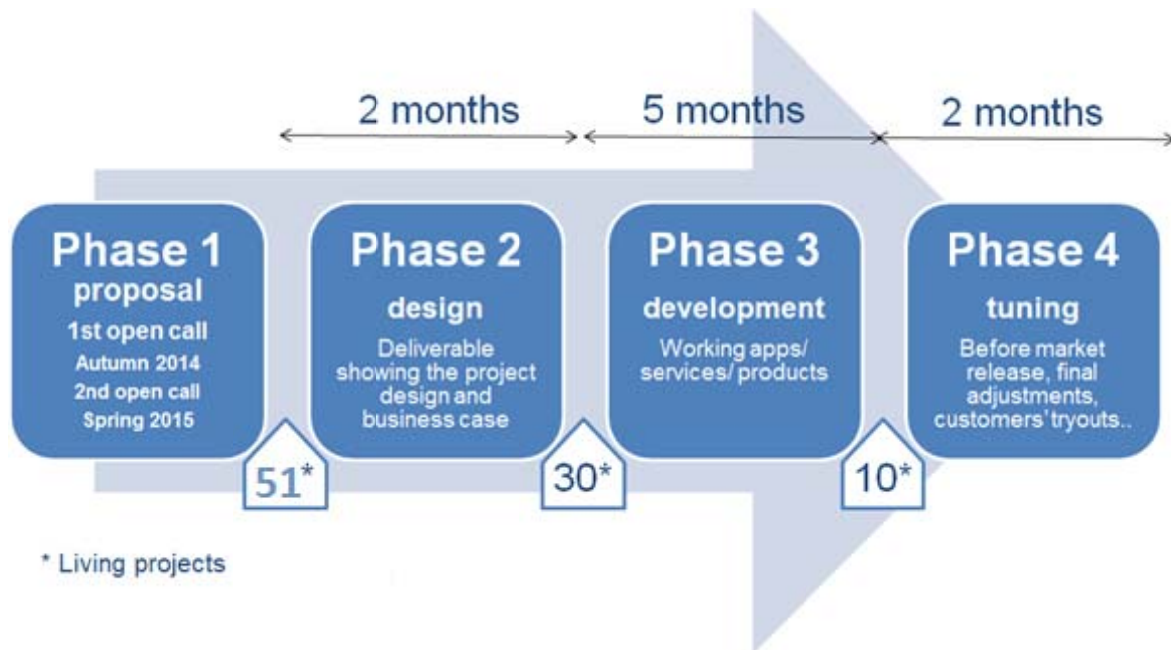 2 months
5 months
2 months
Phase 1
proposal
1st open call
Autumn 2014
2nd open call
Spring 2015
Phase 2
design
Deliverable
showing the project
design and
business case
Phase 3
development
Working apps/
services/ products
Phase 4
tuning
Before market
release, final
adjustments,
customers' tryouts..
51*
30*
10*
* Living projects